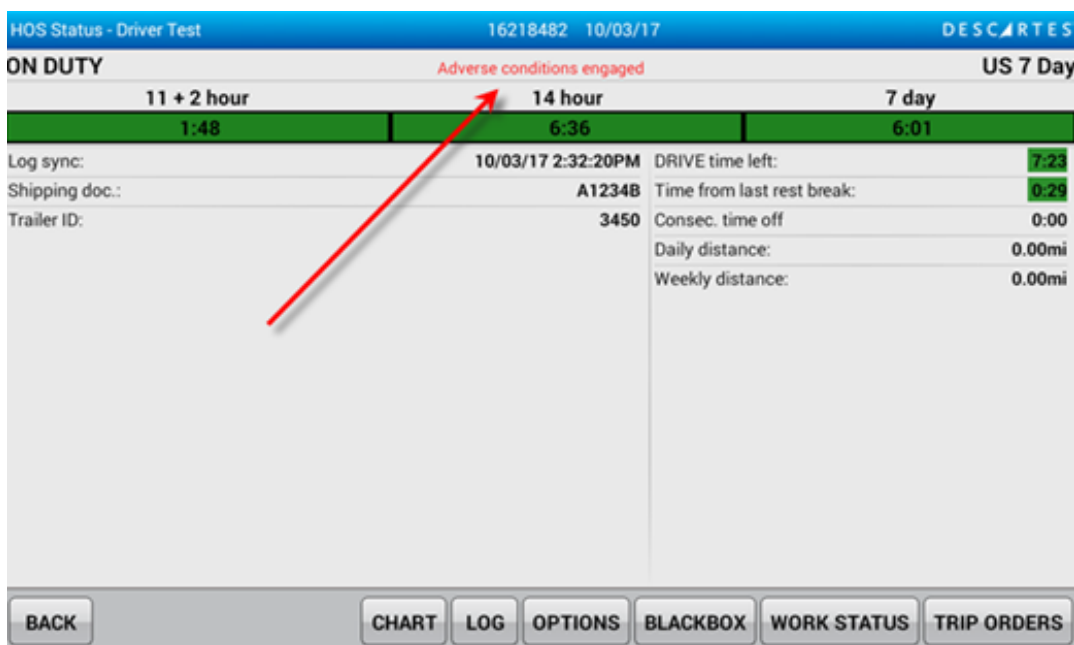 HOS Status - Driver Test 16218482 10/03/17 DESCARTES
ON DUTY Adverse conditions engaged US 7 Day
11 + 2 hour 14 hour 7 day
1:48 6:36 6:01
Log sync: 10/03/17 2:32:20PM DRIVE time left: 7:23
Shipping doc.: A1234B Time from last rest break: 0:29
Trailer ID: 3450 Consec. time off 0:00
Daily distance: 0.00mi
Weekly distance: 0.00mi
BACK CHART LOG OPTIONS BLACKBOX WORK STATUS TRIP ORDERS